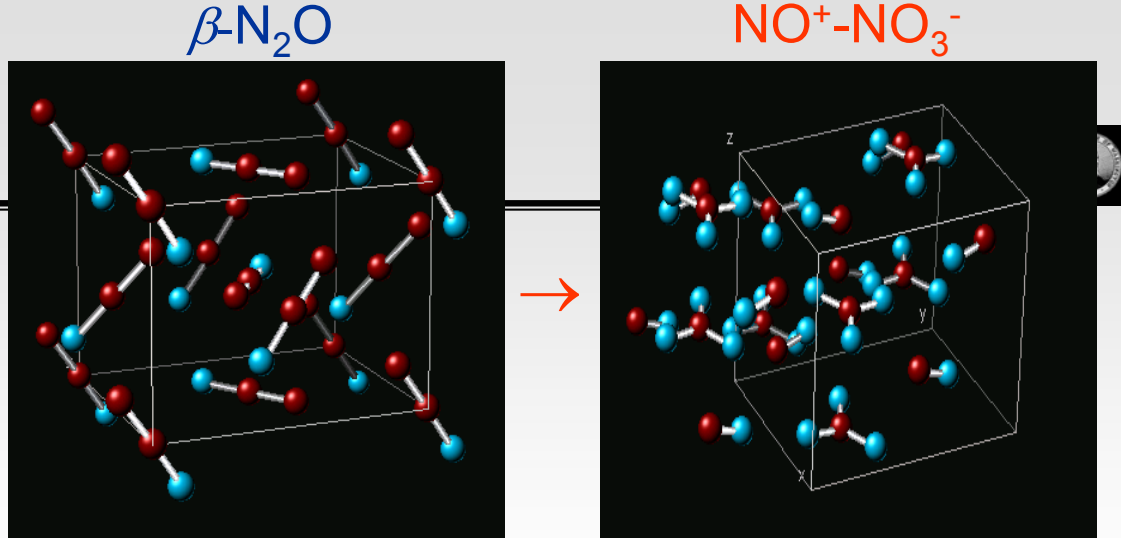 β-N₂O
NO⁺-NO₃⁻
→
z
y
x